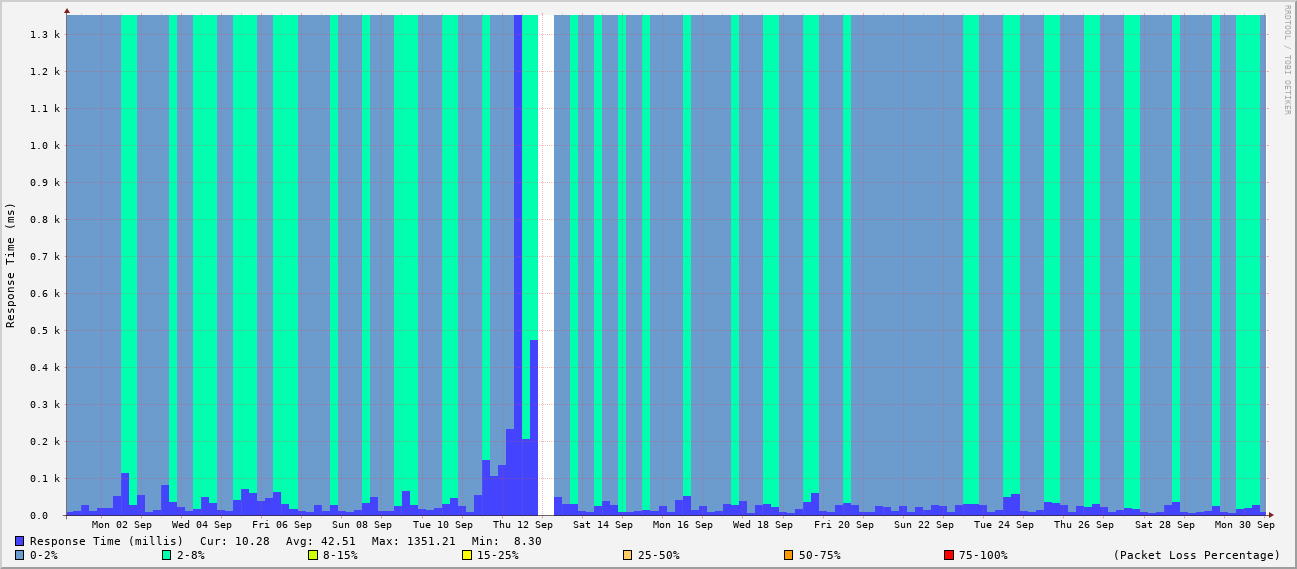 RRDTOOL / TOBI OETIKER
Response Time (ms)
1.3 k
1.2 k
1.1 k
1.0 k
0.9 k
0.8 k
0.7 k
0.6 k
0.5 k
0.4 k
0.3 k
0.2 k
0.1 k
0.0
Mon 02 Sep Wed 04 Sep Fri 06 Sep Sun 08 Sep Tue 10 Sep Thu 12 Sep Sat 14 Sep Mon 16 Sep Wed 18 Sep Fri 20 Sep Sun 22 Sep Tue 24 Sep Thu 26 Sep Sat 28 Sep Mon 30 Sep
Response Time (millis) Cur: 10.28 Avg: 42.51 Max: 1351.21 Min: 8.30
0-2% 2-8% 8-15% 15-25% 25-50% 50-75% 75-100% (Packet Loss Percentage)